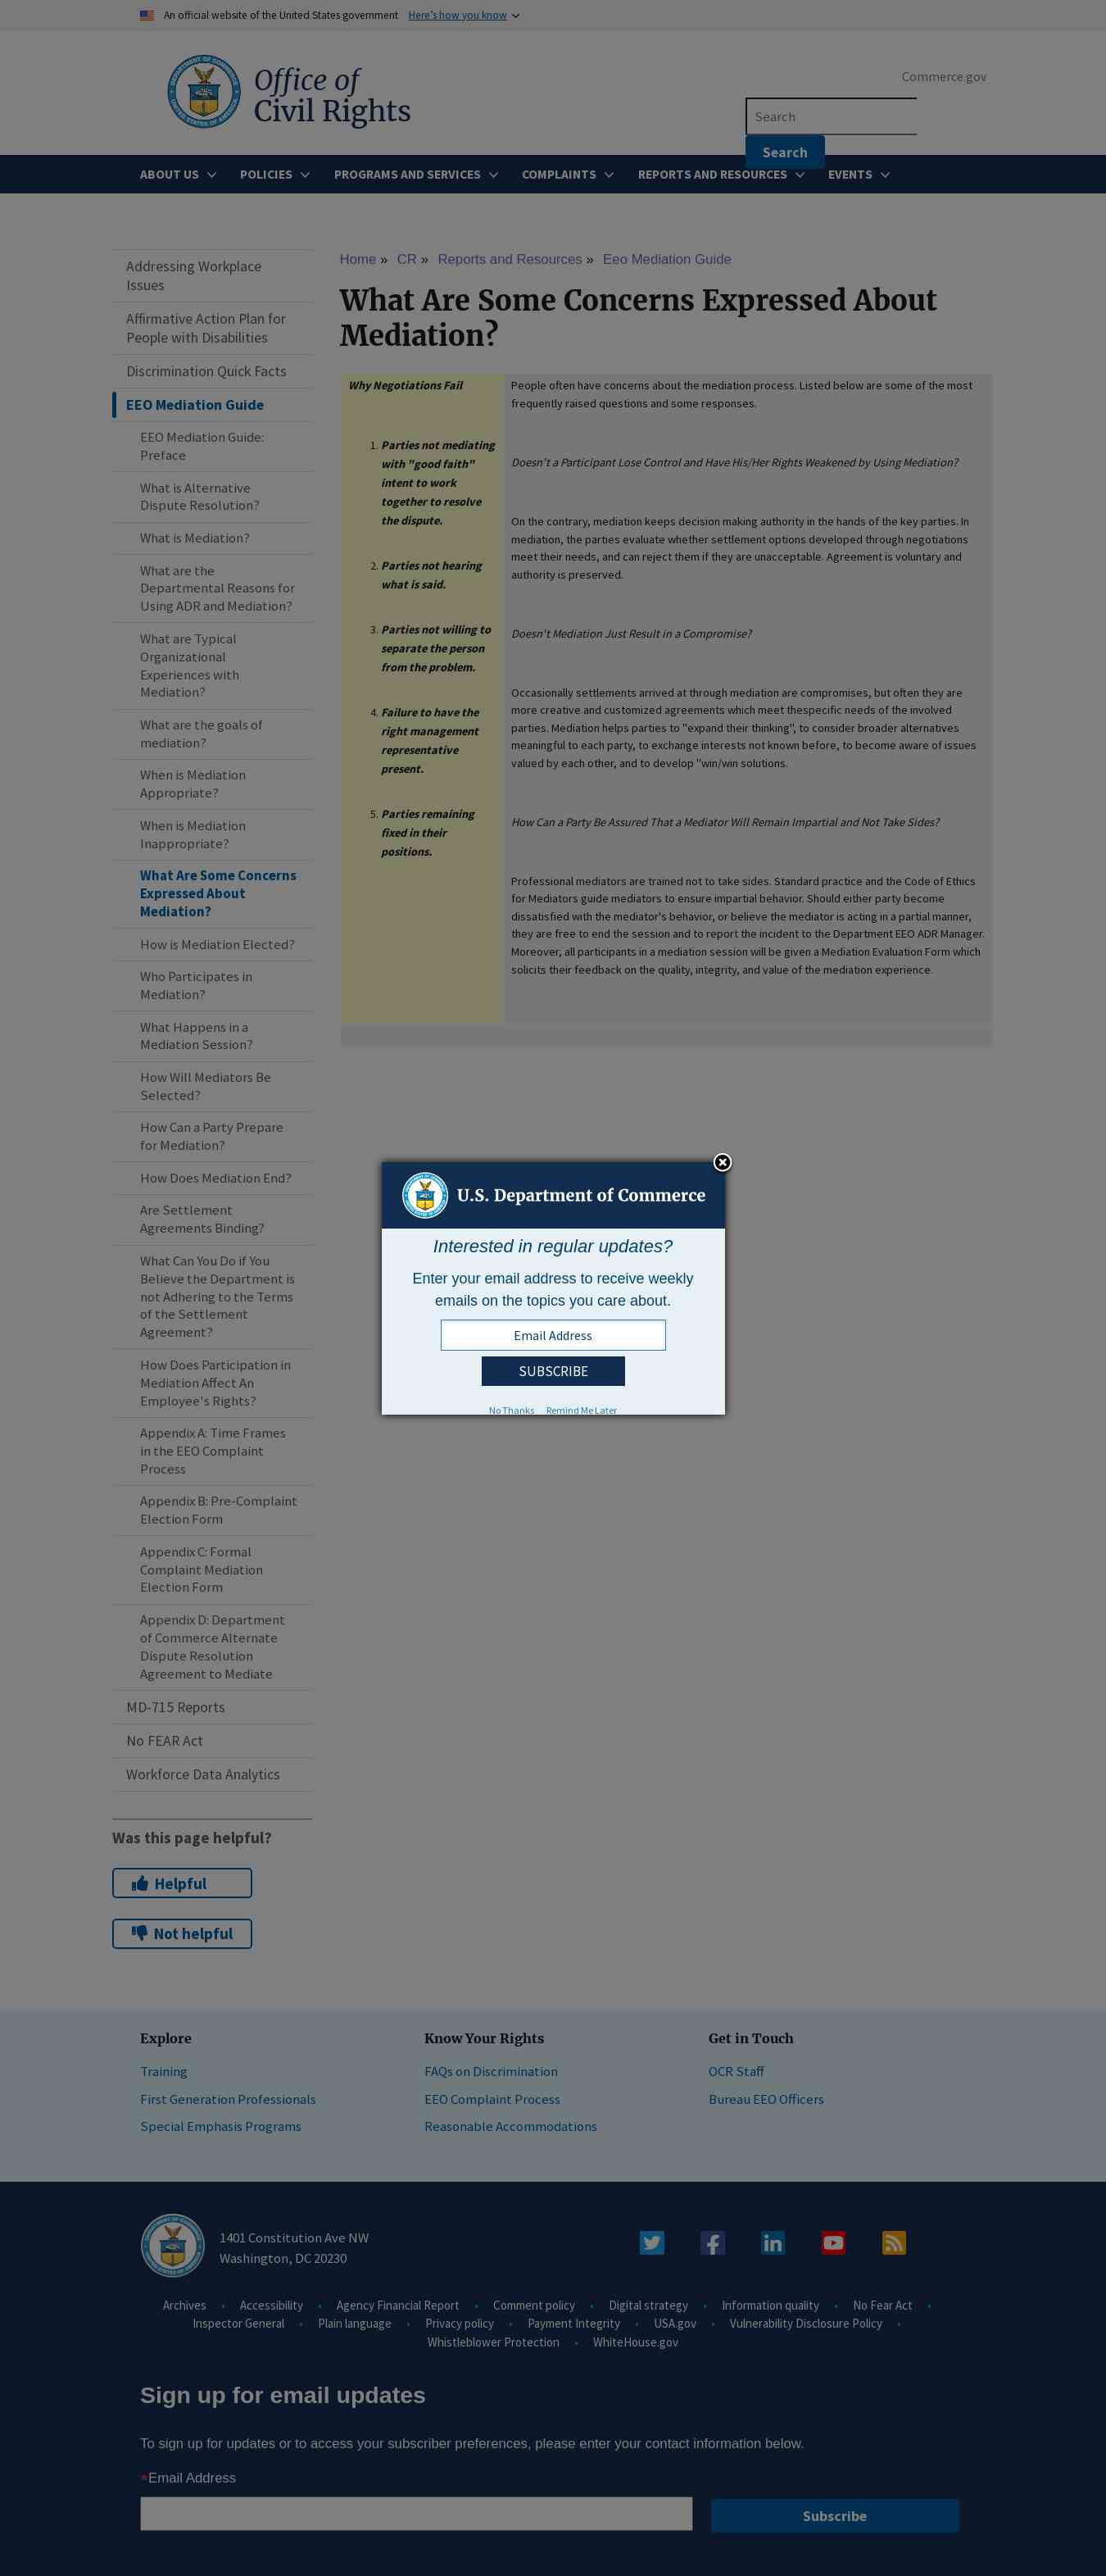 An official website of the United States government Here's how you know
Office of
Civil Rights
Commerce.gov
Search
Search
ABOUT US POLICIES PROGRAMS AND SERVICES COMPLAINTS REPORTS AND RESOURCES EVENTS
Addressing Workplace
Issues
Affirmative Action Plan for
People with Disabilities
Discrimination Quick Facts
EEO Mediation Guide
EEO Mediation Guide:
Preface
What is Alternative
Dispute Resolution?
What is Mediation?
What are the
Departmental Reasons for
Using ADR and Mediation?
What are Typical
Organizational
Experiences with
Mediation?
What are the goals of
mediation?
When is Mediation
Appropriate?
When is Mediation
Inappropriate?
What Are Some Concerns
Expressed About
Mediation?
How is Mediation Elected?
Who Participates in
Mediation?
What Happens in a
Mediation Session?
How Will Mediators Be
Selected?
How Can a Party Prepare
for Mediation?
How Does Mediation End?
Are Settlement
Agreements Binding?
What Can You Do if You
Believe the Department is
not Adhering to the Terms
of the Settlement
Agreement?
How Does Participation in
Mediation Affect An
Employee's Rights?
Appendix A: Time Frames
in the EEO Complaint
Process
Appendix B: Pre-Complaint
Election Form
Appendix C: Formal
Complaint Mediation
Election Form
Appendix D: Department
of Commerce Alternate
Dispute Resolution
Agreement to Mediate
MD-715 Reports
No FEAR Act
Workforce Data Analytics
Was this page helpful?
Helpful
Not helpful
Home » CR » Reports and Resources » Eeo Mediation Guide
What Are Some Concerns Expressed About
Mediation?
Why Negotiations Fail
1. Parties not mediating
with "good faith"
intent to work
together to resolve
the dispute.
2. Parties not hearing
what is said.
3. Parties not willing to
separate the person
from the problem.
4. Failure to have the
right management
representative
present.
5. Parties remaining
fixed in their
positions.
People often have concerns about the mediation process. Listed below are some of the most
frequently raised questions and some responses.
Doesn't a Participant Lose Control and Have His/Her Rights Weakened by Using Mediation?
On the contrary, mediation keeps decision making authority in the hands of the key parties. In
mediation, the parties evaluate whether settlement options developed through negotiations
meet their needs, and can reject them if they are unacceptable. Agreement is voluntary and
authority is preserved.
Doesn't Mediation Just Result in a Compromise?
Occasionally settlements arrived at through mediation are compromises, but often they are
more creative and customized agreements which meet thespecific needs of the involved
parties. Mediation helps parties to "expand their thinking", to consider broader alternatives
meaningful to each party, to exchange interests not known before, to become aware of issues
valued by each other, and to develop "win/win solutions.
How Can a Party Be Assured That a Mediator Will Remain Impartial and Not Take Sides?
Professional mediators are trained not to take sides. Standard practice and the Code of Ethics
for Mediators guide mediators to ensure impartial behavior. Should either party become
dissatisfied with the mediator's behavior, or believe the mediator is acting in a partial manner,
they are free to end the session and to report the incident to the Department EEO ADR Manager.
Moreover, all participants in a mediation session will be given a Mediation Evaluation Form which
solicits their feedback on the quality, integrity, and value of the mediation experience.
U.S. Department of Commerce
Interested in regular updates?
Enter your email address to receive weekly
emails on the topics you care about.
Email Address
SUBSCRIBE
No Thanks Remind Me Later
Explore
Training
First Generation Professionals
Special Emphasis Programs
Know Your Rights
FAQs on Discrimination
EEO Complaint Process
Reasonable Accommodations
Get in Touch
OCR Staff
Bureau EEO Officers
1401 Constitution Ave NW
Washington, DC 20230
Archives • Accessibility • Agency Financial Report • Comment policy • Digital strategy • Information quality • No Fear Act •
Inspector General • Plain language • Privacy policy • Payment Integrity • USA.gov • Vulnerability Disclosure Policy •
Whistleblower Protection • WhiteHouse.gov
Sign up for email updates
To sign up for updates or to access your subscriber preferences, please enter your contact information below.
*Email Address
Subscribe